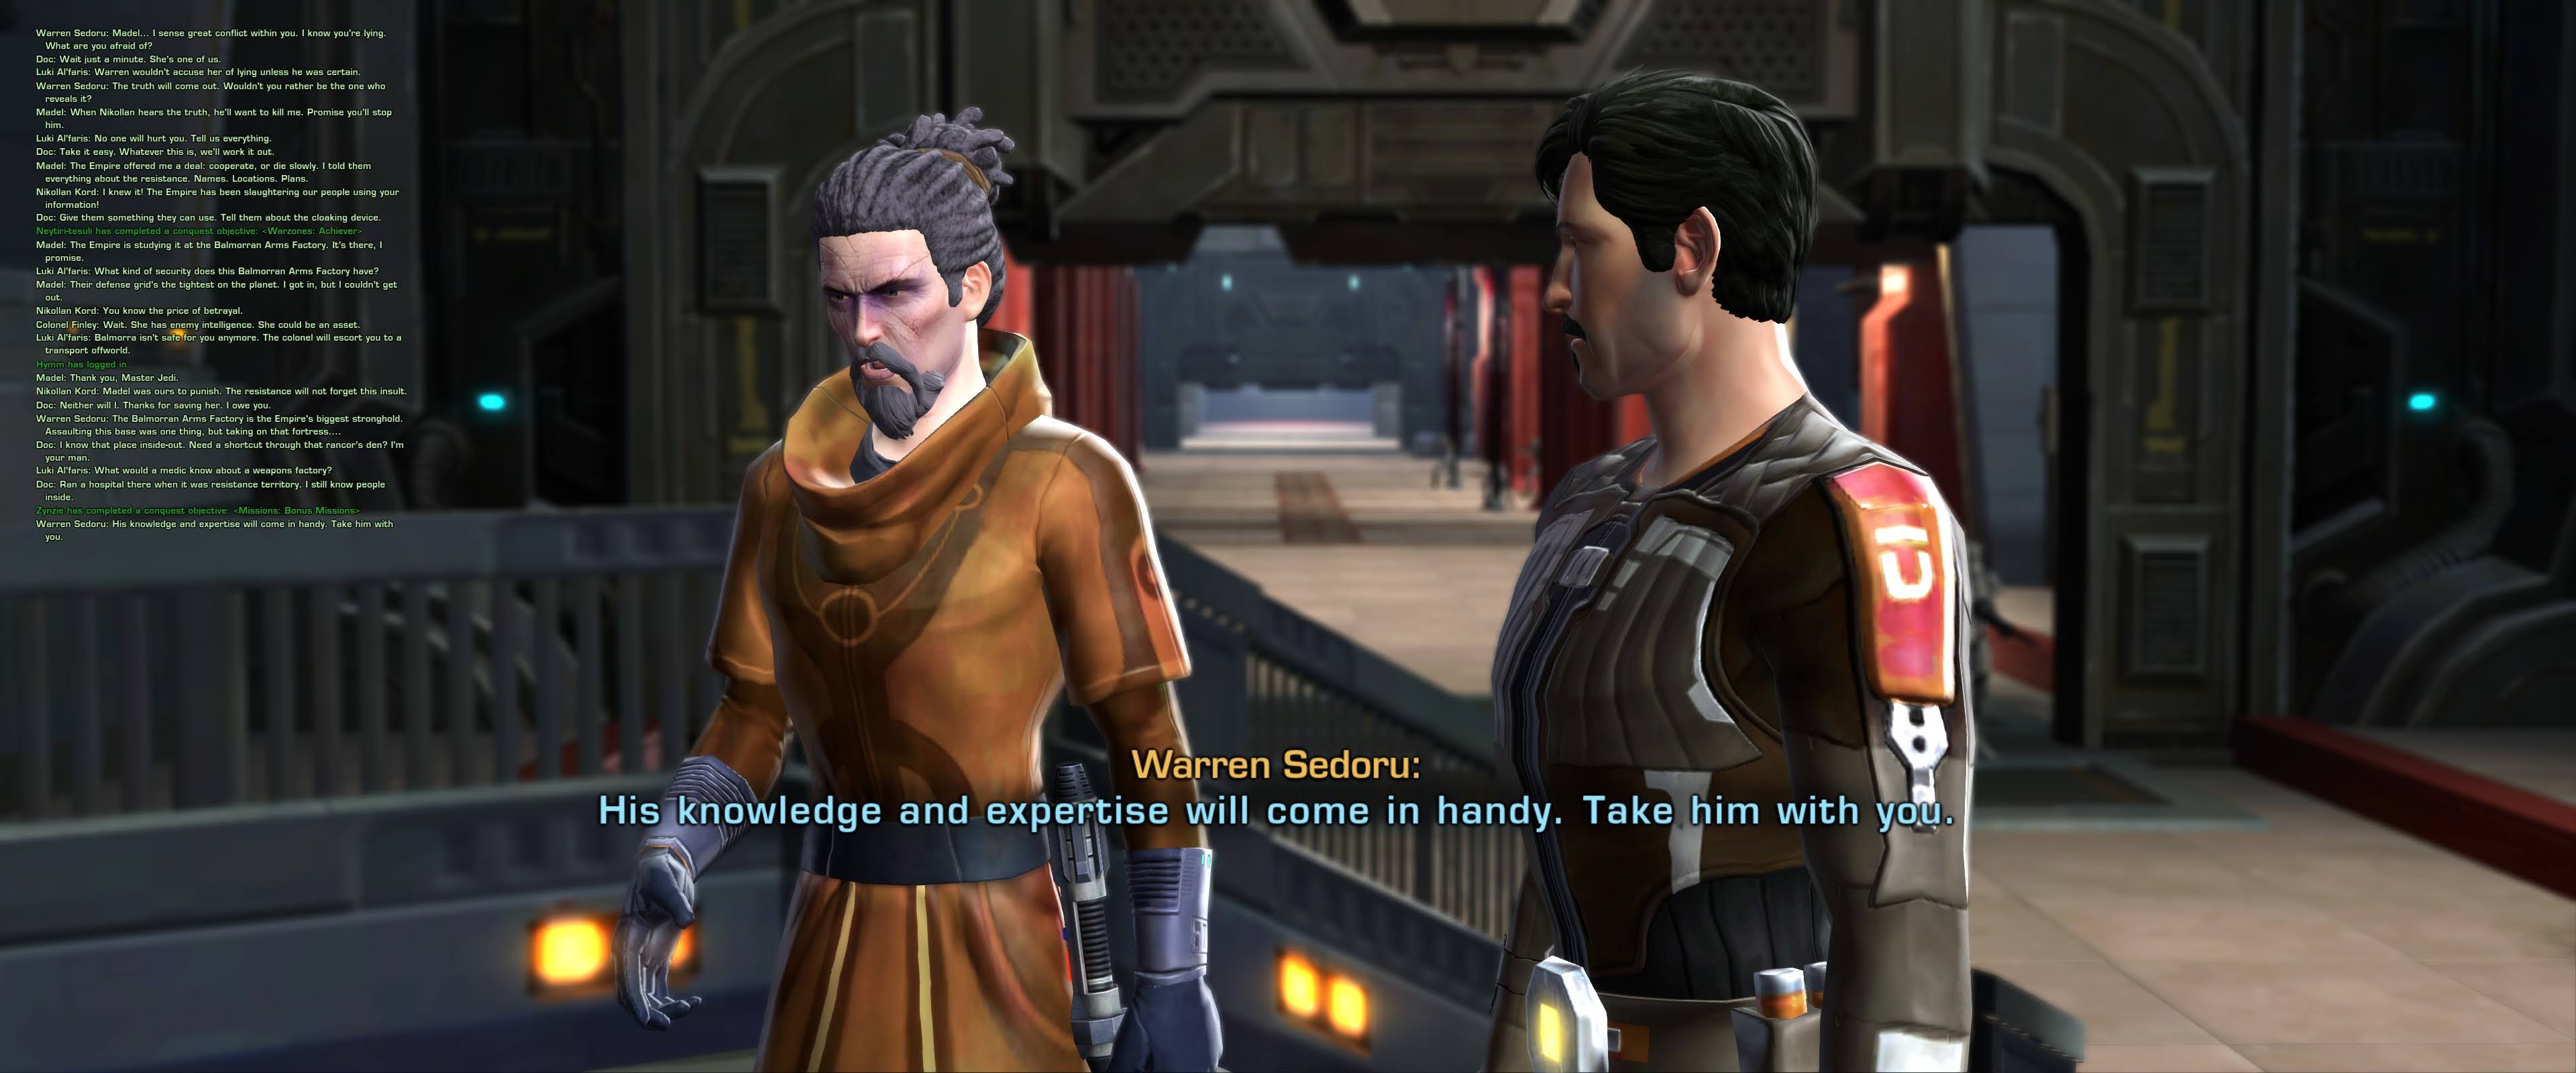 Warren Sedoru: Madel... I sense great conflict within you. I know you're lying.
What are you afraid of?
Doc: Wait just a minute. She's one of us.
Luki Al'faris: Warren wouldn't accuse her of lying unless he was certain.
Warren Sedoru: The truth will come out. Wouldn't you rather be the one who
reveals it?
Madel: When Nikollan hears the truth, he'll want to kill me. Promise you'll stop
him.
Luki Al'faris: No one will hurt you. Tell us everything.
Doc: Take it easy. Whatever this is, we'll work it out.
Madel: The Empire offered me a deal: cooperate, or die slowly. I told them
everything about the resistance. Names. Locations. Plans.
Nikollan Kord: I knew it! The Empire has been slaughtering our people using your
information!
Doc: Give them something they can use. Tell them about the cloaking device.
Neytiri-tesuli has completed a conquest objective: <Warzones: Achiever>
Madel: The Empire is studying it at the Balmorran Arms Factory. It's there, I
promise.
Luki Al'faris: What kind of security does this Balmorran Arms Factory have?
Madel: Their defense grid's the tightest on the planet. I got in, but I couldn't get
out.
Nikollan Kord: You know the price of betrayal.
Colonel Finley: Wait. She has enemy intelligence. She could be an asset.
Luki Al'faris: Balmorra isn't safe for you anymore. The colonel will escort you to a
transport offworld.
Hymm has logged in.
Madel: Thank you, Master Jedi.
Nikollan Kord: Madel was ours to punish. The resistance will not forget this insult.
Doc: Neither will I. Thanks for saving her. I owe you.
Warren Sedoru: The Balmorran Arms Factory is the Empire's biggest stronghold.
Assaulting this base was one thing, but taking on that fortress....
Doc: I know that place inside-out. Need a shortcut through that rancor's den? I'm
your man.
Luki Al'faris: What would a medic know about a weapons factory?
Doc: Ran a hospital there when it was resistance territory. I still know people
inside.
Zynzie has completed a conquest objective: <Missions: Bonus Missions>
Warren Sedoru: His knowledge and expertise will come in handy. Take him with
you.
Warren Sedoru:
His knowledge and expertise will come in handy. Take him with you.